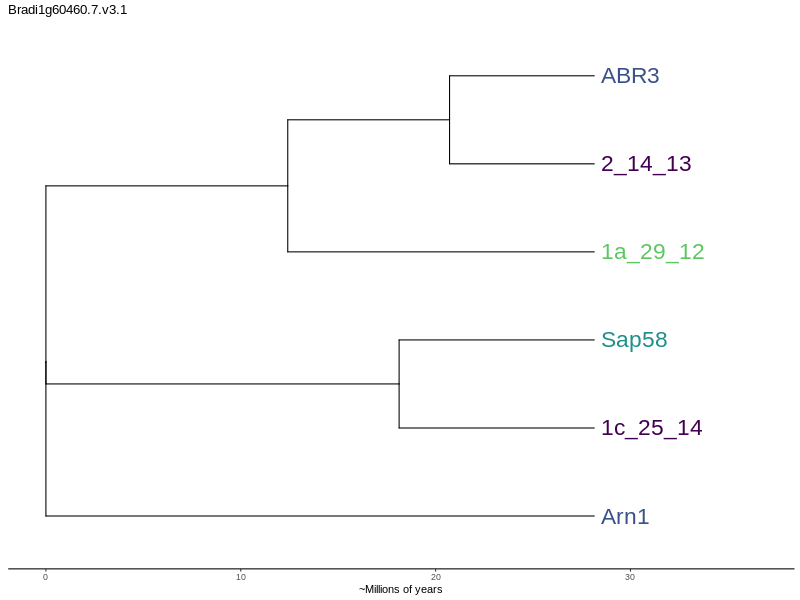 Bradi1g60460.7.v3.1
ABR3
2_14_13
1a_29_12
Sap58
1c_25_14
Arn1
0 10 20 30
~Millions of years